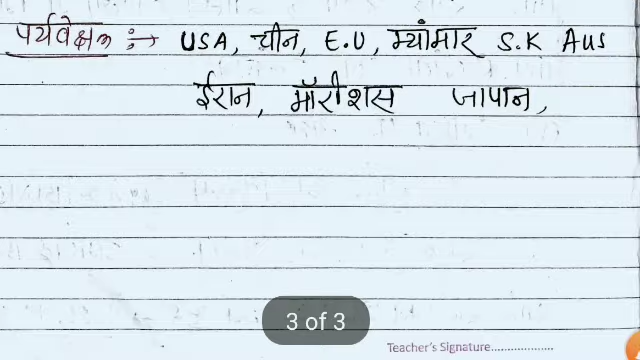 पर्यवेक्षक :→ USA, चीन, E.U, म्यांमार S.K Aus
ईरान, मॉरीशस जापान,
3 of 3
Teacher's Signature..................